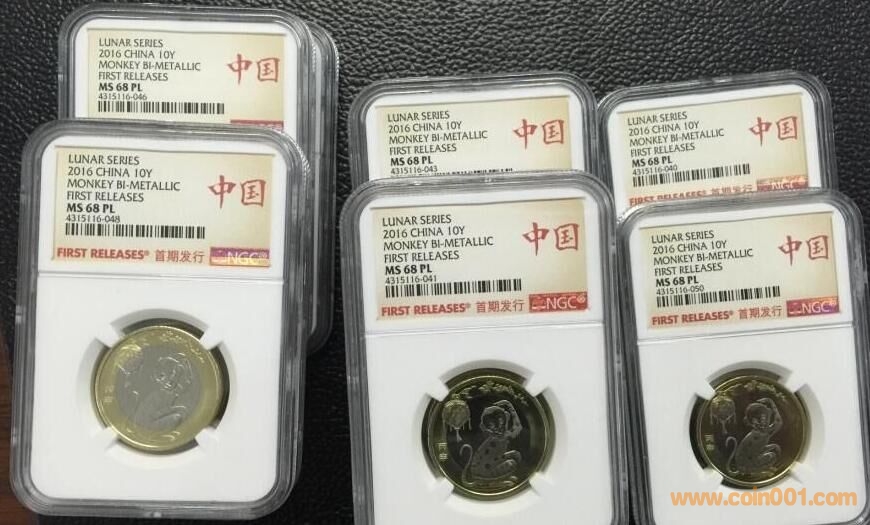 LUNAR SERIES
2016 CHINA 10Y
MONKEY BI-METALLIC
FIRST RELEASES
MS 68 PL
4315116-046
中国
LUNAR SERIES
2016 CHINA 10Y
MONKEY BI-METALLIC
FIRST RELEASES
MS 68 PL
4315116-043
中国
LUNAR SERIES
2016 CHINA 10Y
MONKEY BI-METALLIC
FIRST RELEASES
MS 68 PL
4315116-040
中国
LUNAR SERIES
2016 CHINA 10Y
MONKEY BI-METALLIC
FIRST RELEASES
MS 68 PL
4315116-048
中国
FIRST RELEASES® 首期发行 NGC
LUNAR SERIES
2016 CHINA 10Y
MONKEY BI-METALLIC
FIRST RELEASES
MS 68 PL
4315116-041
中国
FIRST RELEASES® 首期发行 NGC
LUNAR SERIES
2016 CHINA 10Y
MONKEY BI-METALLIC
FIRST RELEASES
MS 68 PL
4315116-050
中国
FIRST RELEASES® 首期发行 NGC
丙申
丙申
www.coin001.com